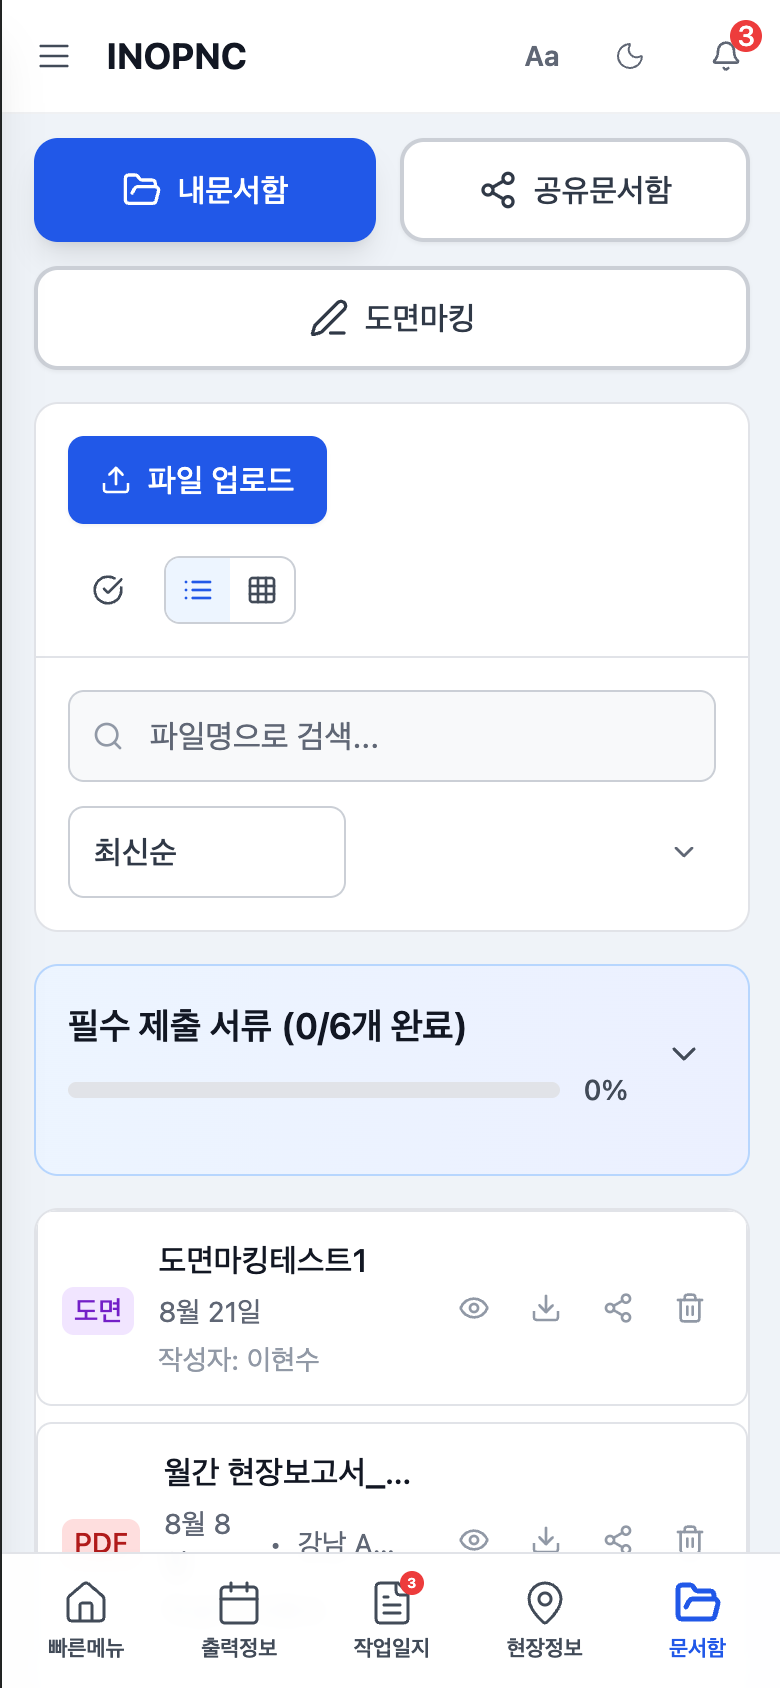 INOPNC
Aa
3
내문서함
공유문서함
도면마킹
파일 업로드
파일명으로 검색...
최신순
필수 제출 서류 (0/6개 완료)
0%
도면마킹테스트1
도면
8월 21일
작성자: 이현수
월간 현장보고서_...
8월 8
PDF
• 강남 A...
3
빠른메뉴
출력정보
작업일지
현장정보
문서함